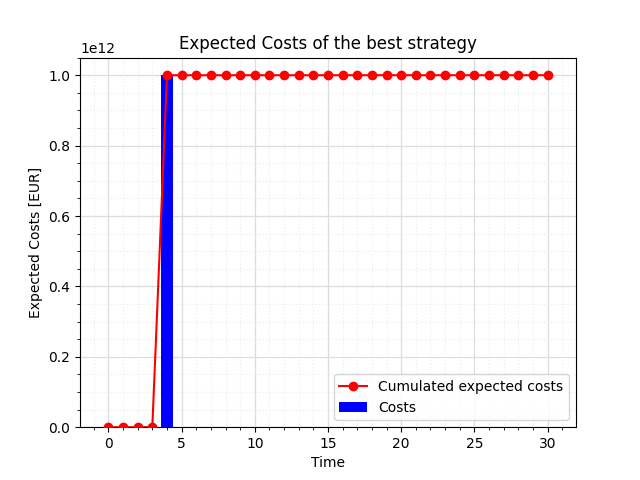 Expected Costs of the best strategy
1e12
1.0
0.8
0.6
0.4
0.2
0.0
Expected Costs [EUR]
0 5 10 15 20 25 30
Time
Cumulated expected costs
Costs